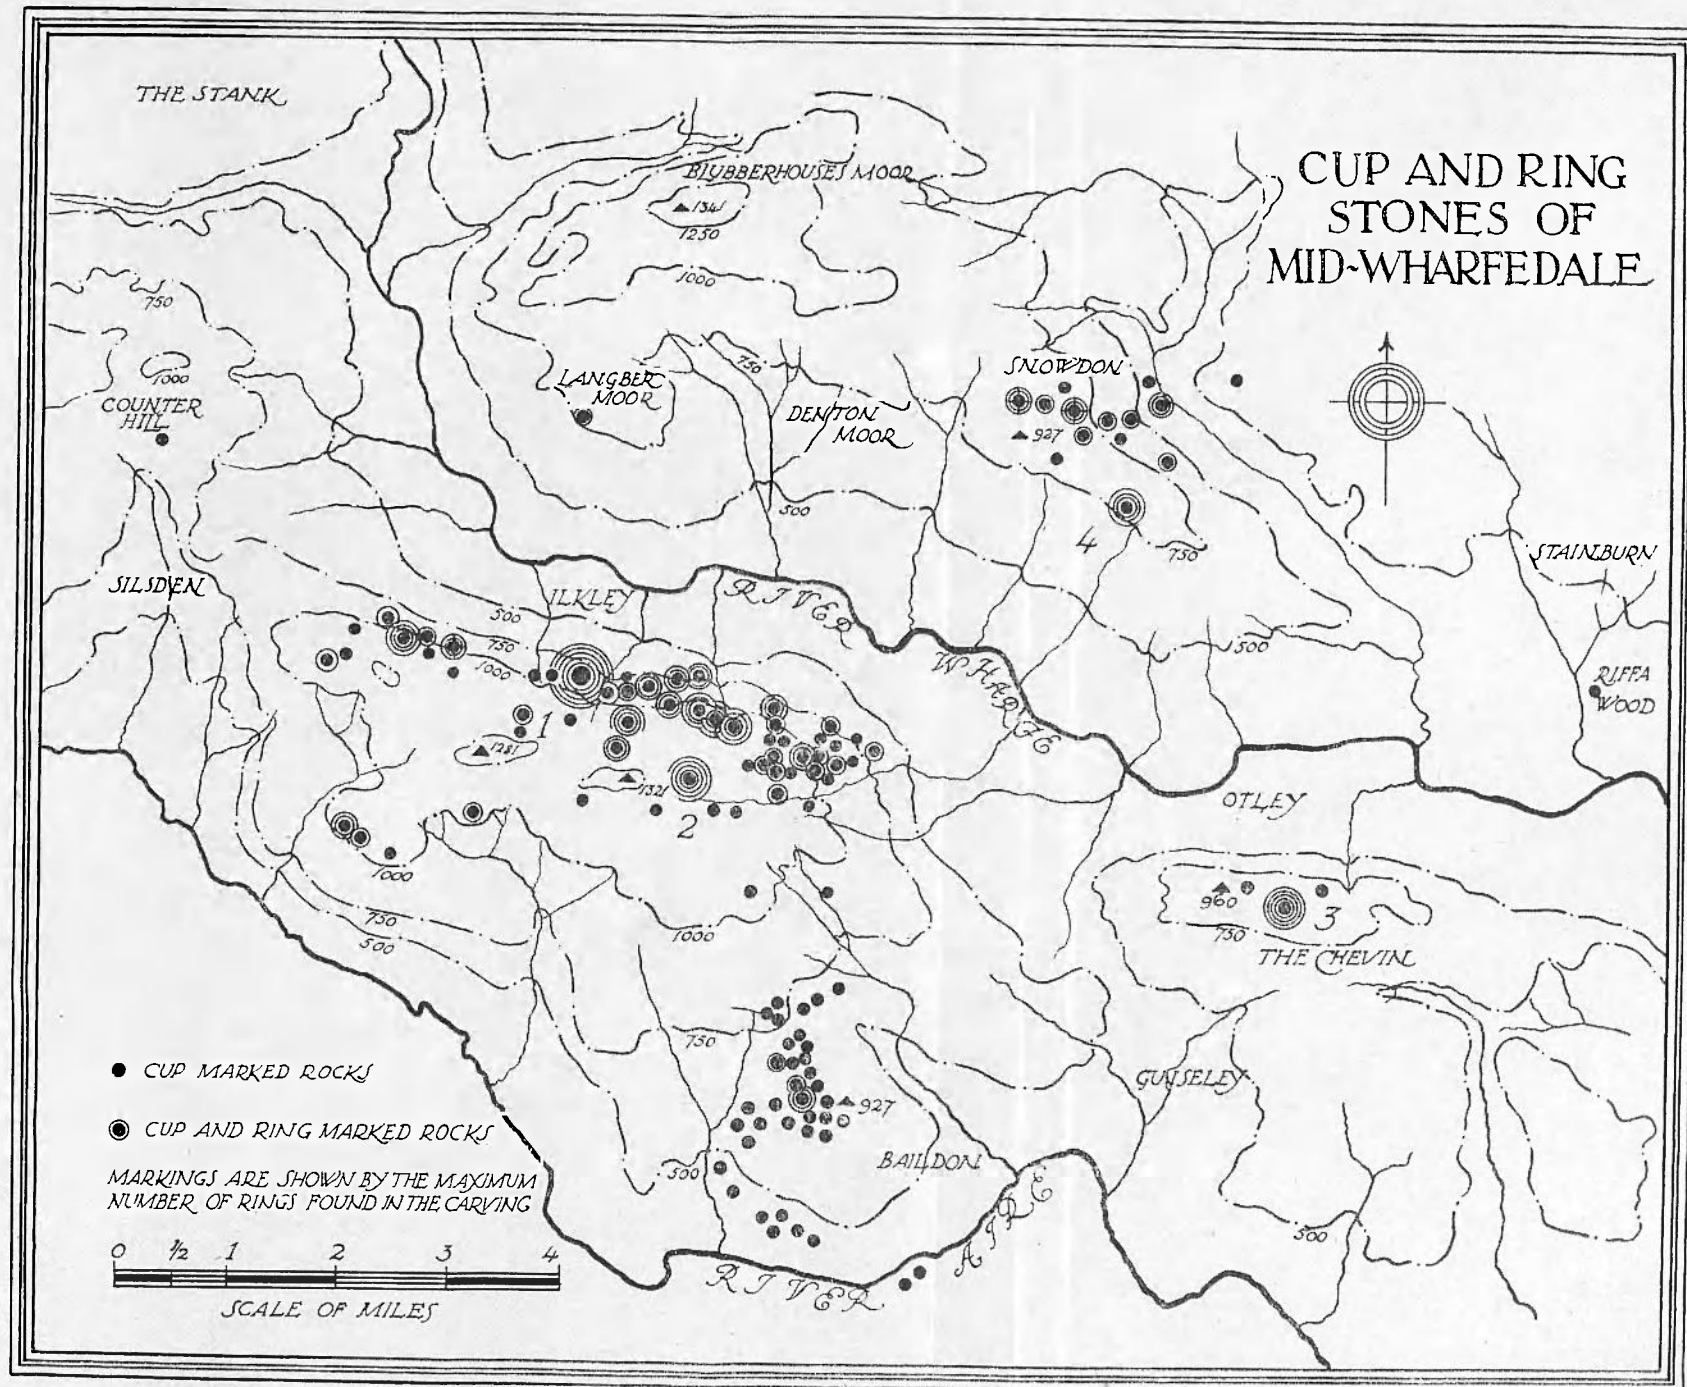 THE STANK
BLUBBERHOUSES MOOR
1341
1250
1000
CUP AND RING
STONES OF
MID-WHARFEDALE
750
1000
COUNTER
HILL
LANGBER
MOOR
750
DENTON
MOOR
SNOWDON
927
500
4
750
STAINBURN
SILSDEN
ILKLEY
500
750
1000
RIVER
WHARFE
500
RIFFA
WOOD
1
1281
1321
2
OTLEY
1000
750
500
1000
960
3
750
THE CHEVIN
750
GUISELEY
927
BAILDON
500
500
RIVER
AIRE
CUP MARKED ROCKS
CUP AND RING MARKED ROCKS
MARKINGS ARE SHOWN BY THE MAXIMUM
NUMBER OF RINGS FOUND IN THE CARVING
0 1/2 1 2 3 4
SCALE OF MILES